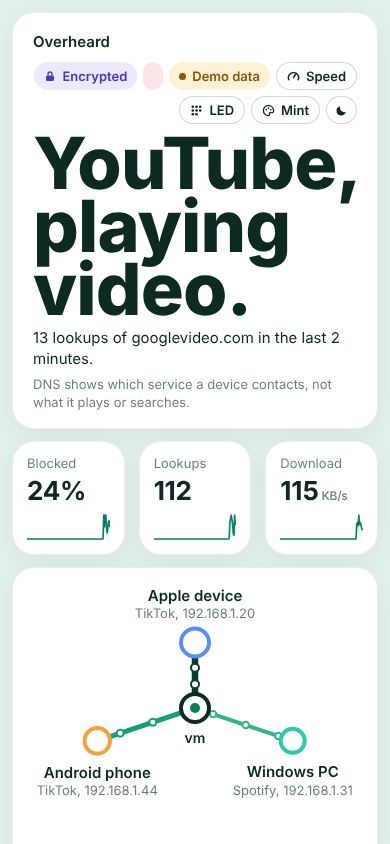 Overheard
Encrypted
Demo data
Speed
LED
Mint
YouTube,
playing
video.
13 lookups of googlevideo.com in the last 2
minutes.
DNS shows which service a device contacts, not
what it plays or searches.
Blocked
24%
Lookups
112
Download
115 KB/s
Apple device
TikTok, 192.168.1.20
vm
Android phone
TikTok, 192.168.1.44
Windows PC
Spotify, 192.168.1.31